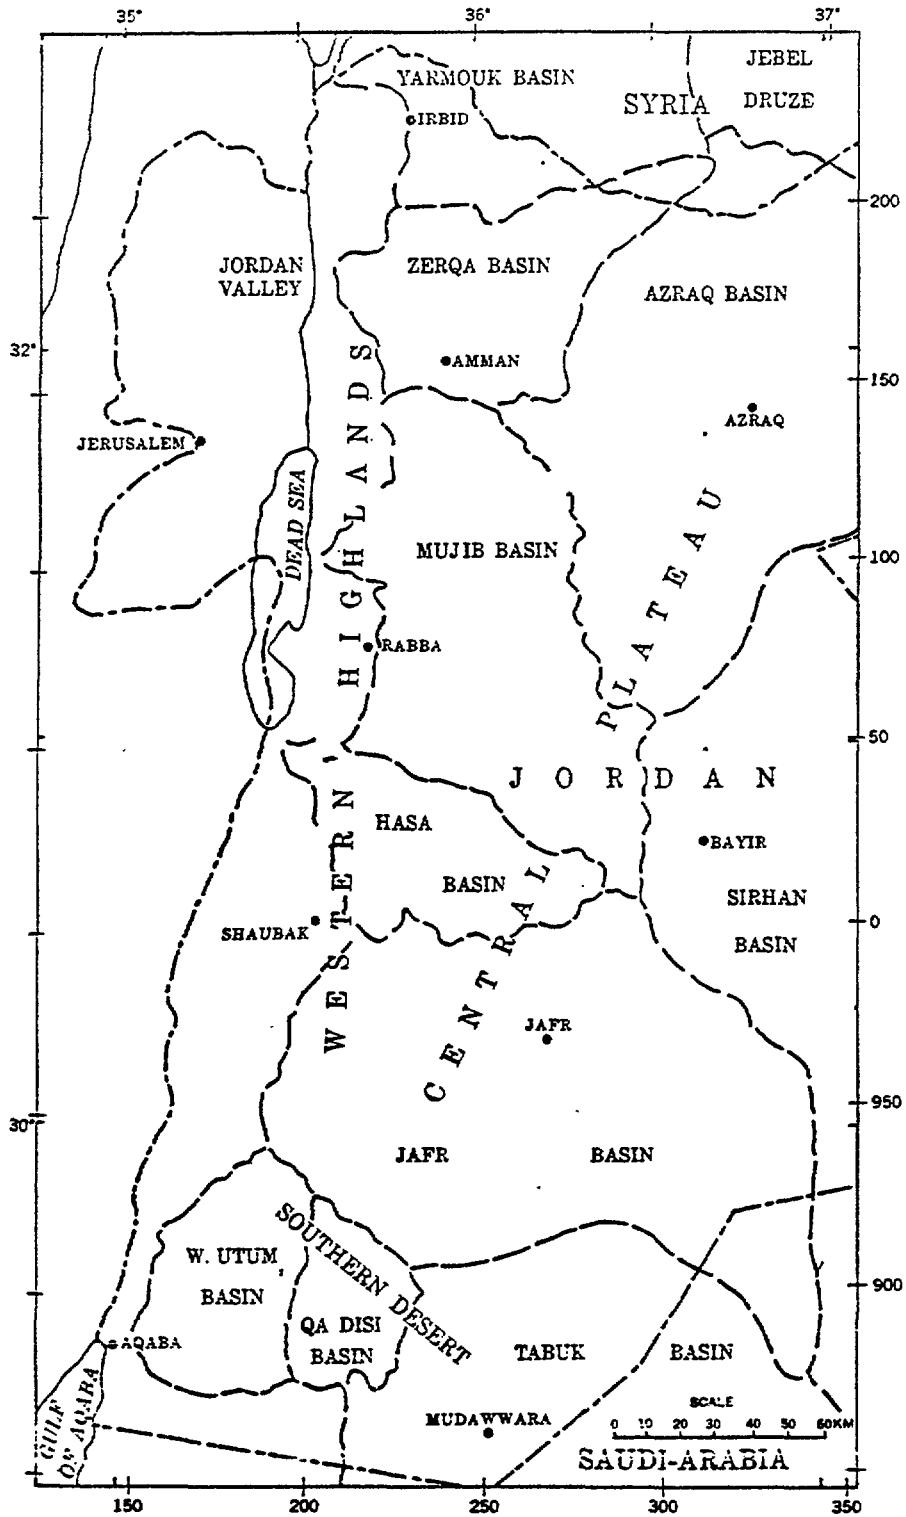 35°
36°
37°
JEBEL
DRUZE
YARMOUK BASIN
SYRIA
IRBID
200
JORDAN
VALLEY
ZERQA BASIN
AZRAQ BASIN
32°
AMMAN
150
AZRAQ
JERUSALEM
DEAD SEA
MUJIB BASIN
100
WESTERN HIGHLANDS
CENTRAL PLATEAU
RABBA
50
JORDAN
HASA
BASIN
BAYIR
SIRHAN
BASIN
SHAUBAK
0
JAFR
950
30°
JAFR BASIN
SOUTHERN DESERT
W. UTUM
BASIN
900
QA DISI
BASIN
AQABA
TABUK BASIN
GULF
OF AQABA
MUDAWWARA
SCALE
0 10 20 30 40 50 60KM
SAUDI-ARABIA
150
200
250
300
350